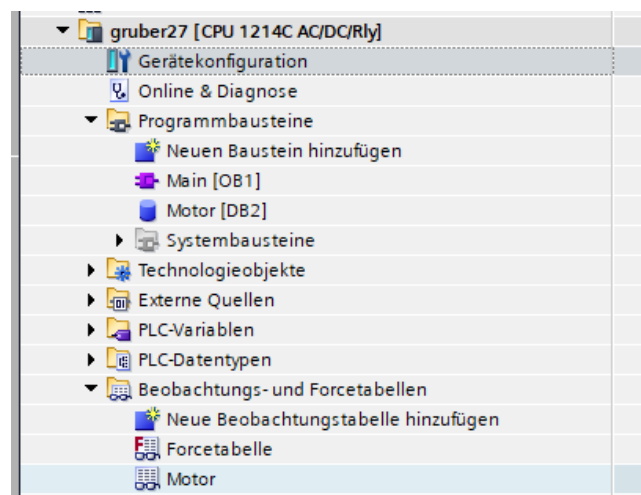 gruber27 [CPU 1214C AC/DC/Rly]
Gerätekonfiguration
Online & Diagnose
Programmbausteine
Neuen Baustein hinzufügen
Main [OB1]
Motor [DB2]
Systembausteine
Technologieobjekte
Externe Quellen
PLC-Variablen
PLC-Datentypen
Beobachtungs- und Forcetabellen
Neue Beobachtungstabelle hinzufügen
Forcetabelle
Motor